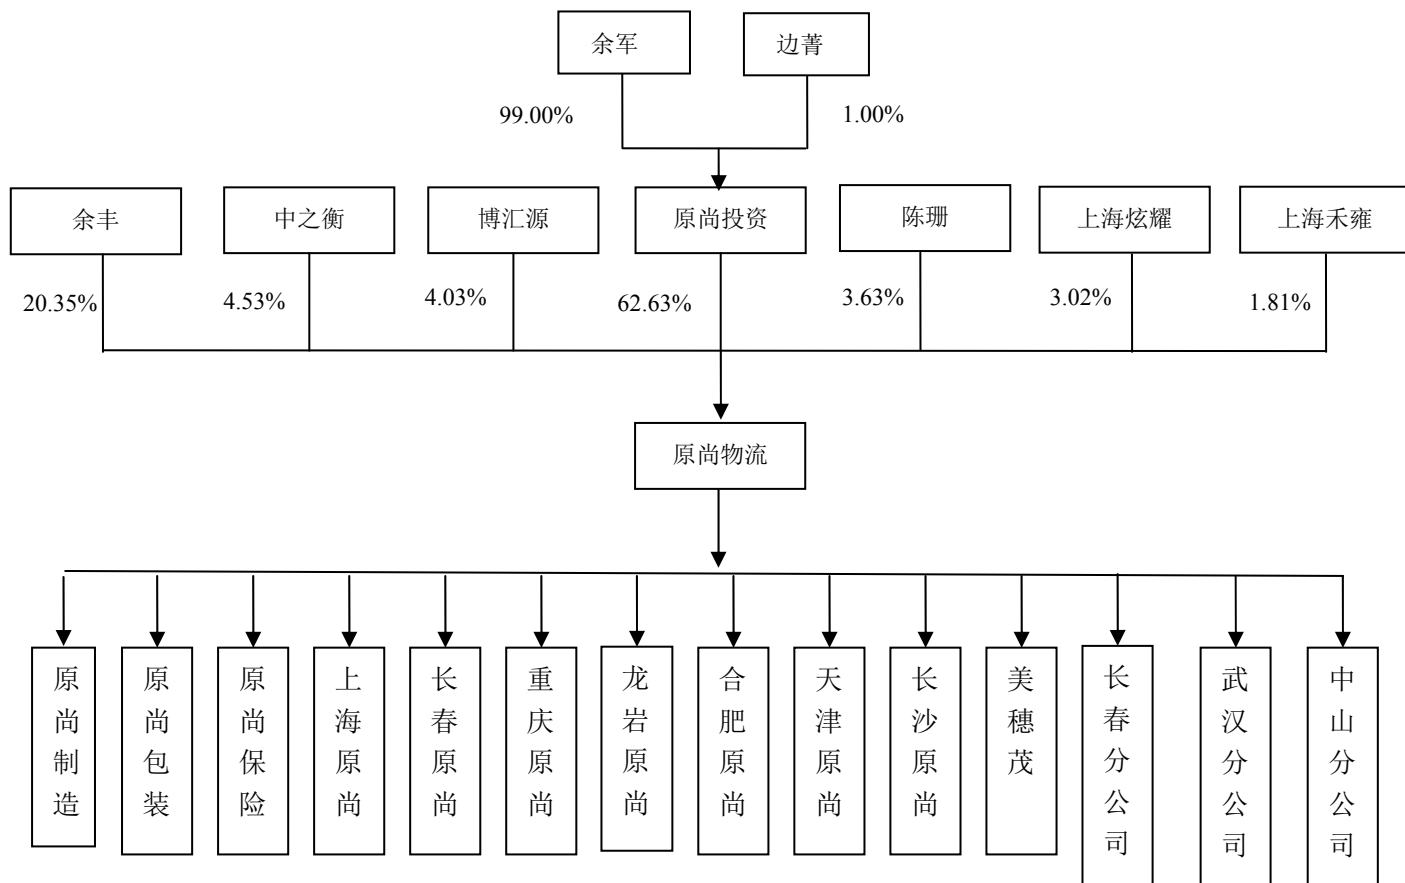 余军
边菁
99.00%
1.00%
余丰
中之衡
博汇源
原尚投资
陈珊
上海炫耀
上海禾雍
20.35%
4.53%
4.03%
62.63%
3.63%
3.02%
1.81%
原尚物流
原尚制造
原尚包装
原尚保险
上海原尚
长春原尚
重庆原尚
龙岩原尚
合肥原尚
天津原尚
长沙原尚
美穗茂
长春分公司
武汉分公司
中山分公司